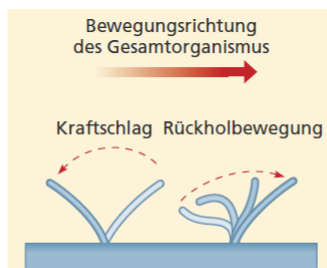 Bewegungsrichtung
des Gesamtorganismus
Kraftschlag Rückholbewegung